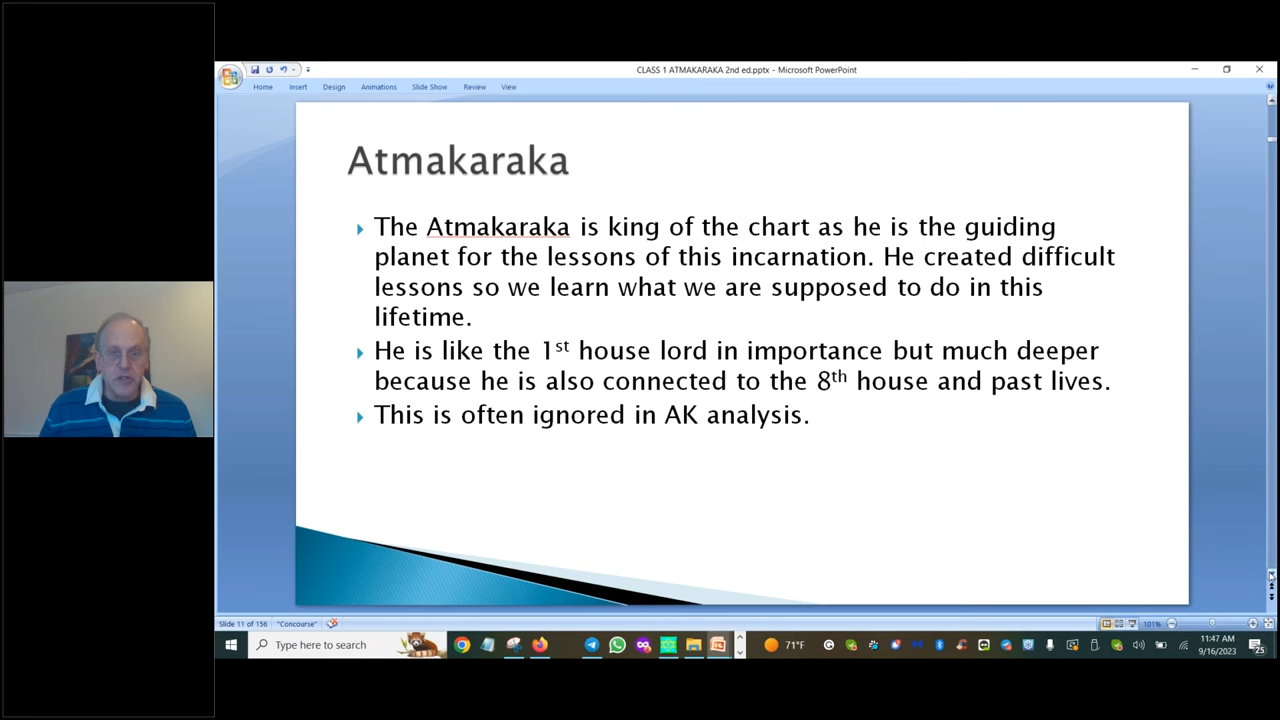 CLASS 1 ATMAKARAKA 2nd ed.pptx - Microsoft PowerPoint
Home Insert Design Animations Slide Show Review View
Atmakaraka
The Atmakaraka is king of the chart as he is the guiding
planet for the lessons of this incarnation. He created difficult
lessons so we learn what we are supposed to do in this
lifetime.
He is like the 1st house lord in importance but much deeper
because he is also connected to the 8th house and past lives.
This is often ignored in AK analysis.
Slide 11 of 156 "Concourse" 101%
Type here to search 71°F 11:47 AM
9/16/2023 25